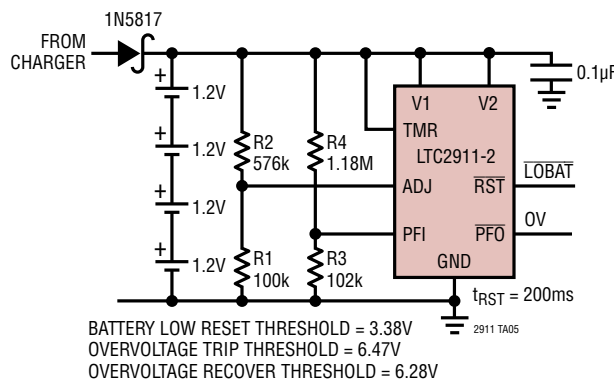 1N5817
FROM
CHARGER
0.1µF
1.2V
V1
V2
TMR
R2
576k
R4
1.18M
LTC2911-2
1.2V
LOBAT
ADJ
RST
1.2V
PFI
PFO
OV
R1
100k
R3
102k
GND
1.2V
tRST = 200ms
2911 TA05
BATTERY LOW RESET THRESHOLD = 3.38V
OVERVOLTAGE TRIP THRESHOLD = 6.47V
OVERVOLTAGE RECOVER THRESHOLD = 6.28V